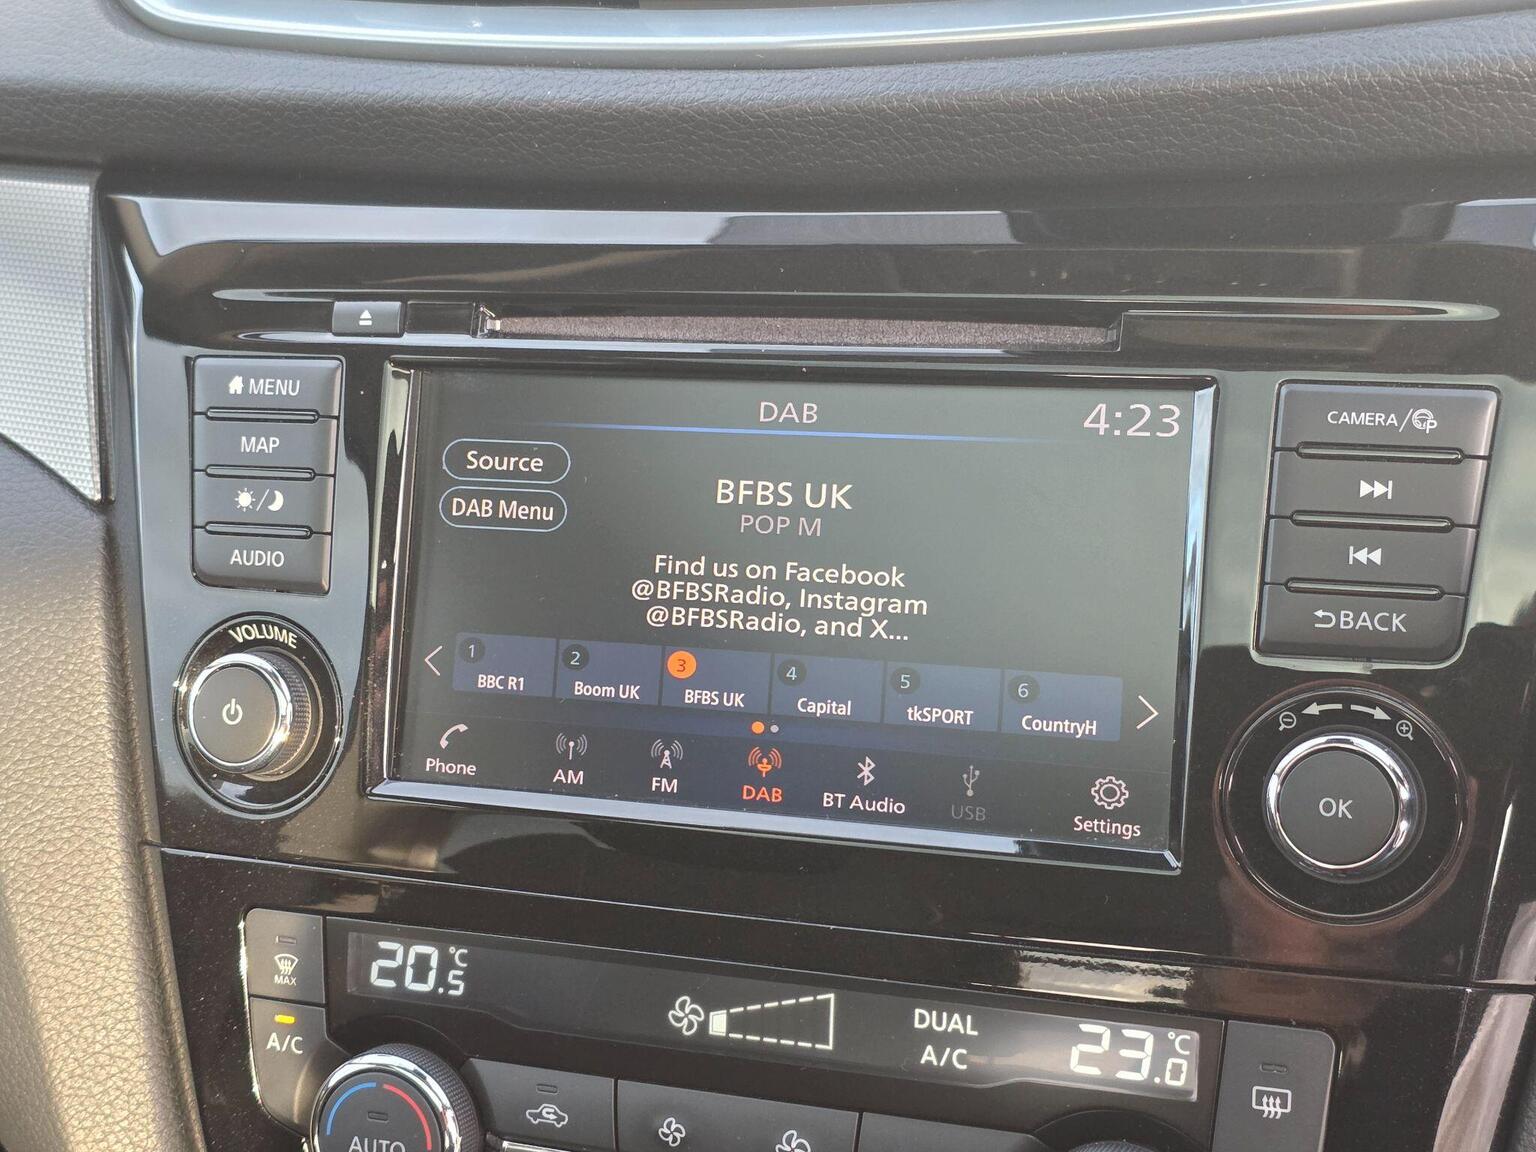 DAB
4:23
Source
DAB Menu
BFBS UK
POP M
Find us on Facebook
@BFBSRadio, Instagram
@BFBSRadio, and X...
1
BBC R1
2
Boom UK
3
BFBS UK
4
Capital
5
tkSPORT
6
CountryH
Phone
AM
FM
DAB
BT Audio
USB
Settings
MENU
MAP
AUDIO
VOLUME
CAMERA/P
BACK
OK
MAX
A/C
20.5°C
DUAL
A/C
23.0°C
AUTO